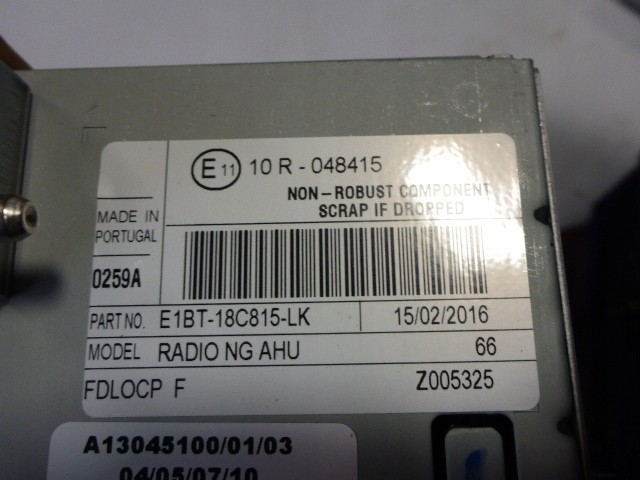 E11 10 R - 048415
NON-ROBUST COMPONENT
SCRAP IF DROPPED
MADE IN
PORTUGAL
0259A
PART NO. E1BT-18C815-LK 15/02/2016
MODEL RADIO NG AHU 66
FDLOCP F Z005325
A13045100/01/03
04/05/07/10